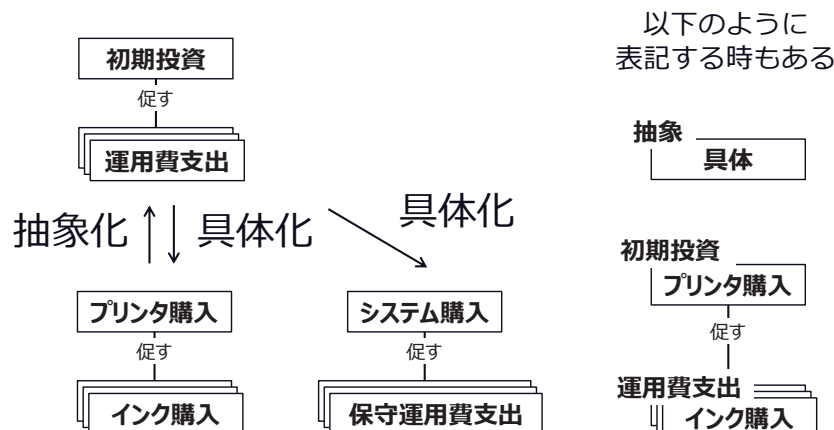 以下のように
表記する時もある
初期投資
促す
運用費支出
抽象化
具体化
具体化
プリンタ購入
促す
インク購入
システム購入
促す
保守運用費支出
抽象
具体
初期投資
プリンタ購入
促す
運用費支出
インク購入